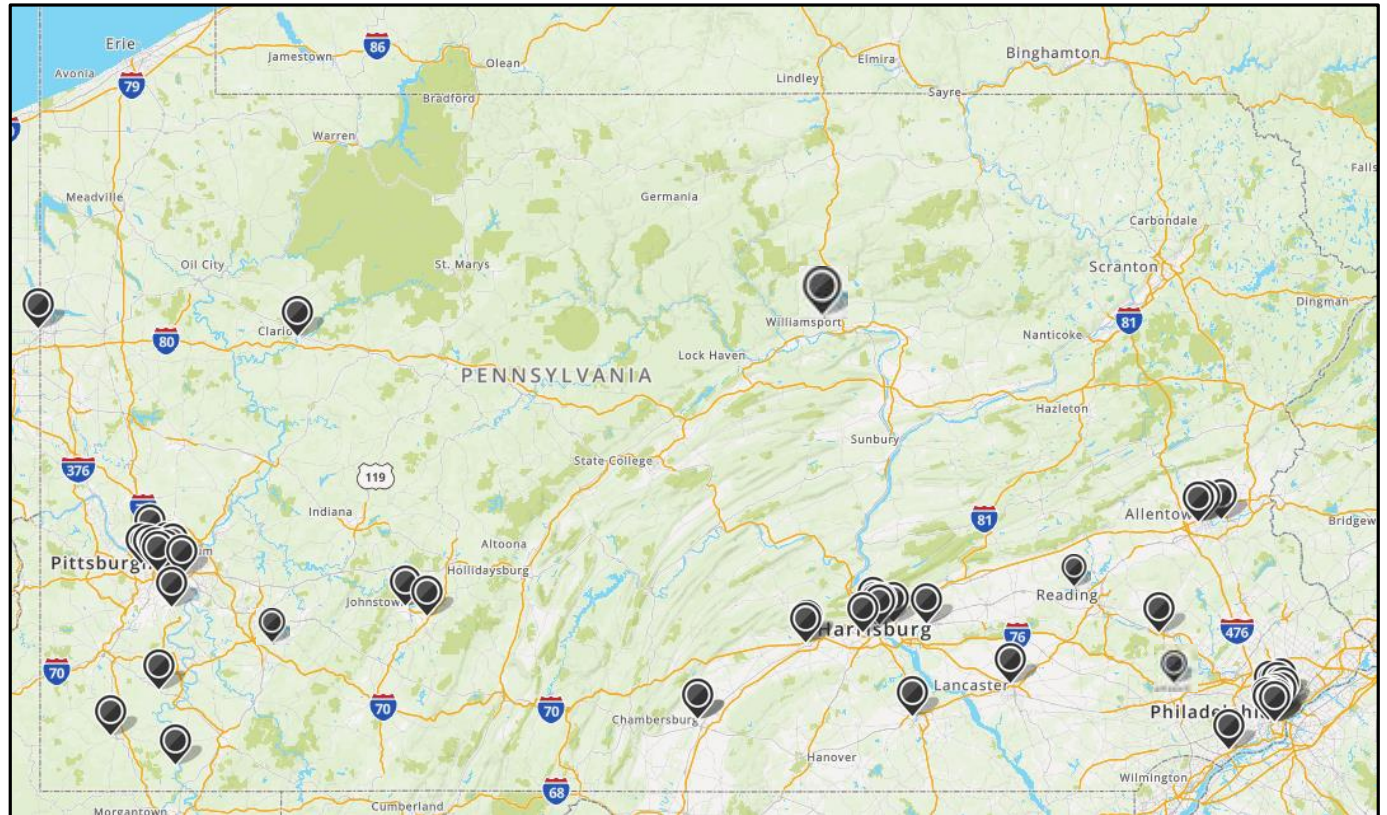 Erie
86
Jamestown
Olean
Binghamton
Elmira
Lindley
Avonia
79
Sayre
Bradford
Warren
Falls
Meadville
Germania
Carbondale
Oil City
St. Marys
Scranton
Dingman
Clarion
Williamsport
81
80
Nanticoke
Lock Haven
PENNSYLVANIA
Hazleton
Sunbury
376
State College
119
Indiana
81
Allentown
Bridgew
Altoona
Pittsburgh
Hollidaysburg
Reading
Johnstown
Harrisburg
76
476
70
Lancaster
70
70
Chambersburg
Philadelphia
Hanover
Wilmington
68
Morgantown
Cumberland